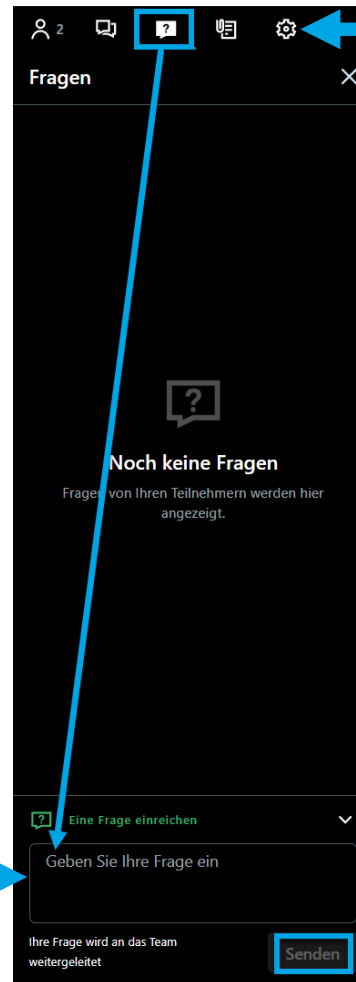 2
Fragen
Noch keine Fragen
Fragen von Ihren Teilnehmern werden hier
angezeigt.
Eine Frage einreichen
Geben Sie Ihre Frage ein
Ihre Frage wird an das Team
weitergeleitet
Senden